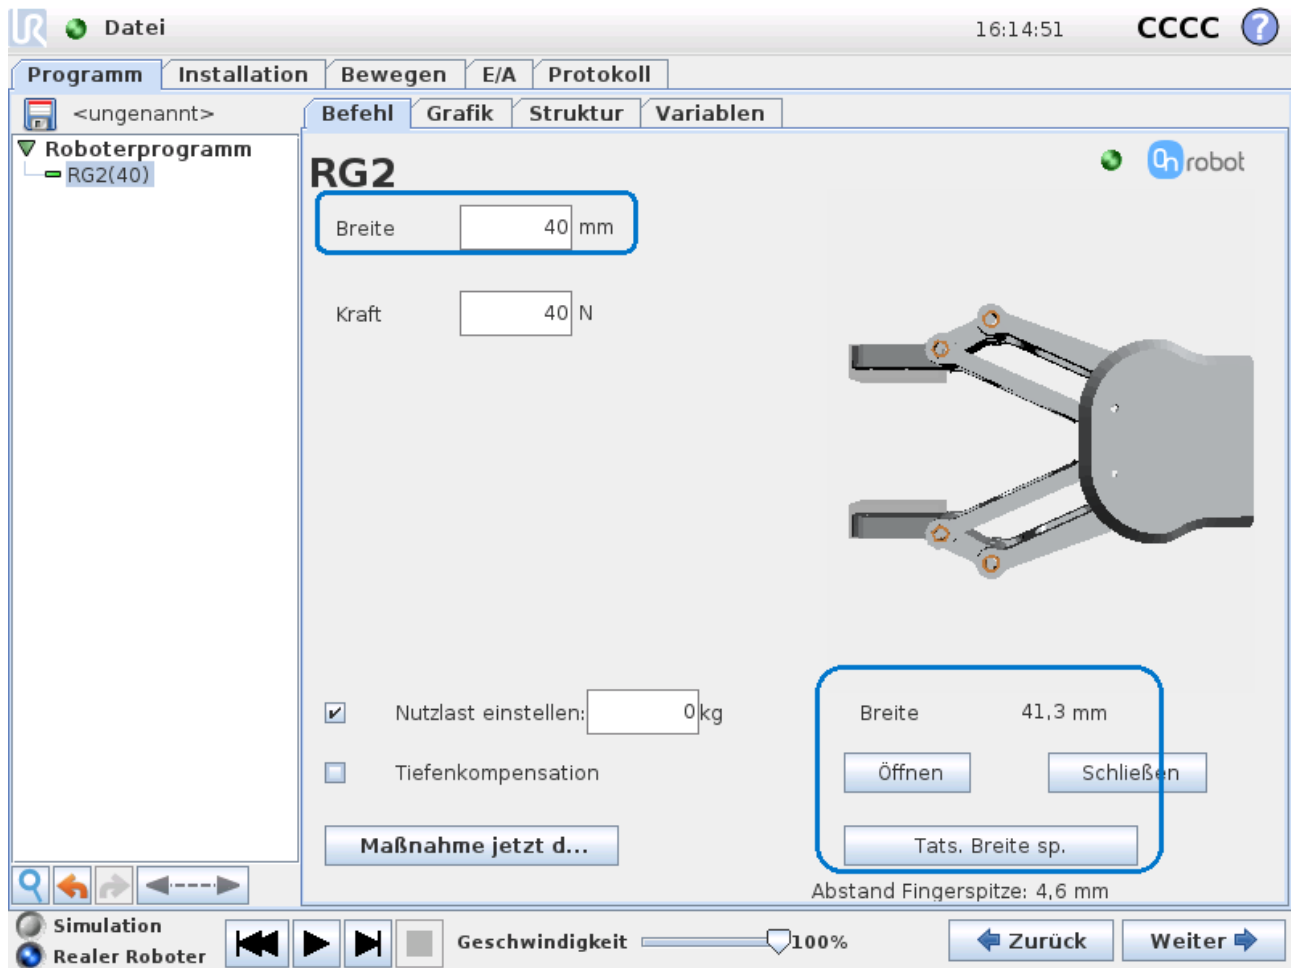 Datei
16:14:51
CCCC
?
Programm Installation Bewegen E/A Protokoll
<ungenannt>
Befehl Grafik Struktur Variablen
Roboterprogramm
RG2(40)
RG2
On robot
Breite 40 mm
Kraft 40 N
Nutzlast einstellen: 0 kg
Breite 41,3 mm
Tiefenkompensation
Öffnen Schließen
Maßnahme jetzt d...
Tats. Breite sp.
Abstand Fingerspitze: 4,6 mm
Simulation
Realer Roboter
Geschwindigkeit 100%
Zurück Weiter